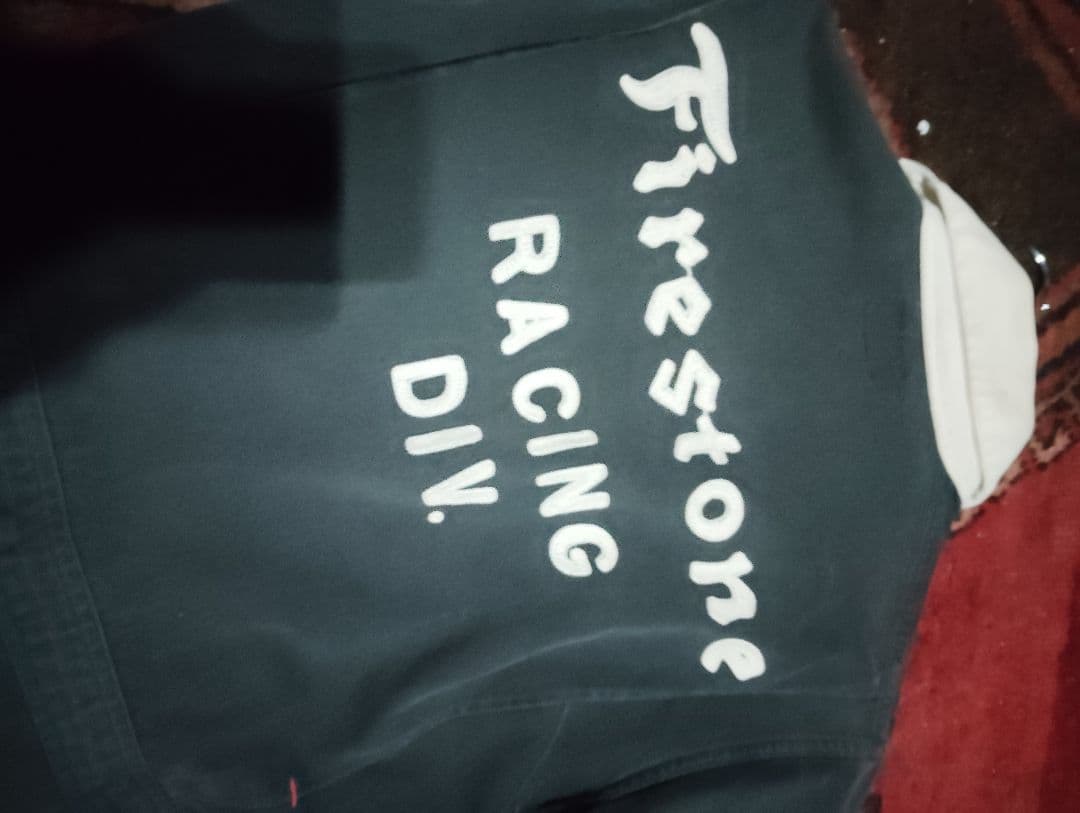 Firestone
RACING
DIV.